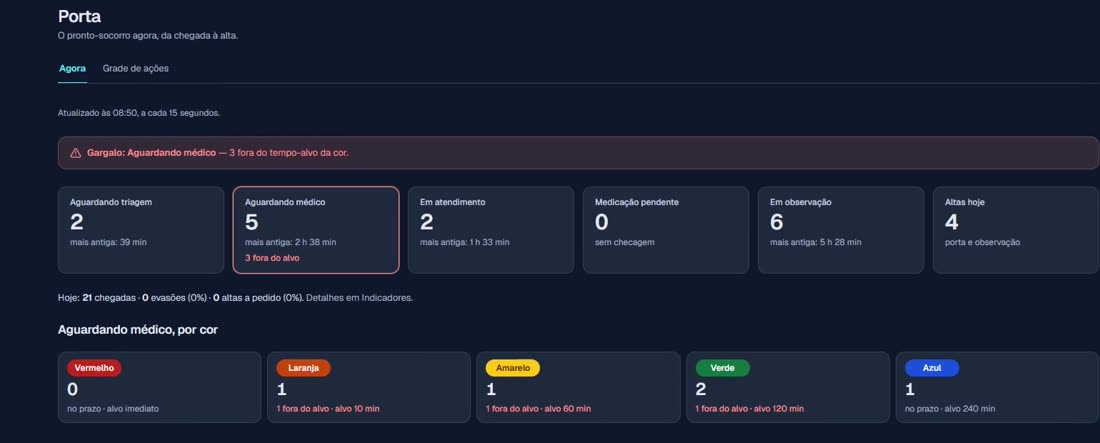 Porta
O pronto-socorro agora, da chegada à alta.
Agora Grade de ações
Atualizado às 08:50, a cada 15 segundos.
Gargalo: Aguardando médico — 3 fora do tempo-alvo da cor.
Aguardando triagem
2
mais antiga: 39 min
Aguardando médico
5
mais antiga: 2 h 38 min
3 fora do alvo
Em atendimento
2
mais antiga: 1 h 33 min
Medicação pendente
0
sem checagem
Em observação
6
mais antiga: 5 h 28 min
Altas hoje
4
porta e observação
Hoje: 21 chegadas · 0 evasões (0%) · 0 altas a pedido (0%). Detalhes em Indicadores.
Aguardando médico, por cor
Vermelho
0
no prazo · alvo imediato
Laranja
1
1 fora do alvo · alvo 10 min
Amarelo
1
1 fora do alvo · alvo 60 min
Verde
2
1 fora do alvo · alvo 120 min
Azul
1
no prazo · alvo 240 min